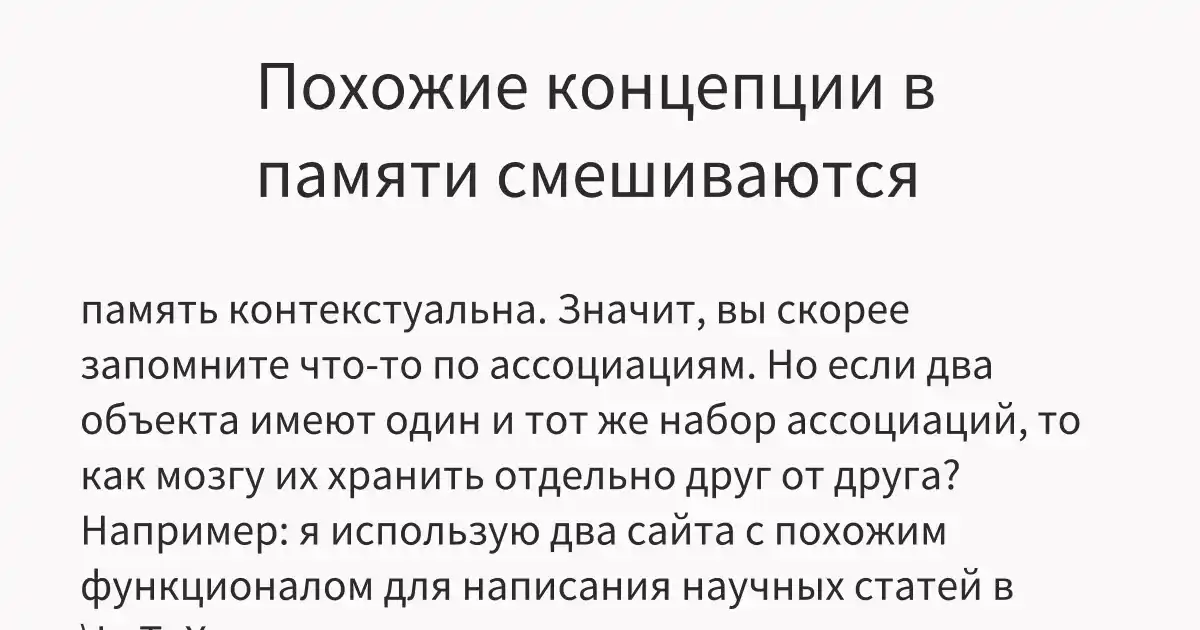 Похожие концепции в
памяти смешиваются
память контекстуальна. Значит, вы скорее
запомните что-то по ассоциациям. Но если два
объекта имеют один и тот же набор ассоциаций, то
как мозгу их хранить отдельно друг от друга?
Например: я использую два сайта с похожим
функционалом для написания научных статей в